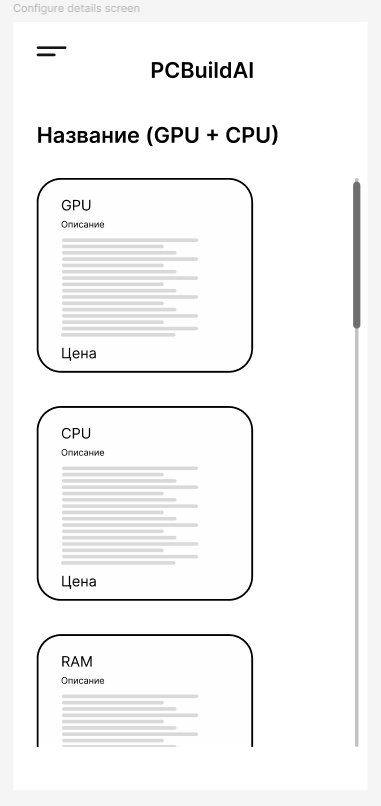 Configure details screen
PCBuildAI
Название (GPU + CPU)
GPU
Описание
Цена
CPU
Описание
Цена
RAM
Описание